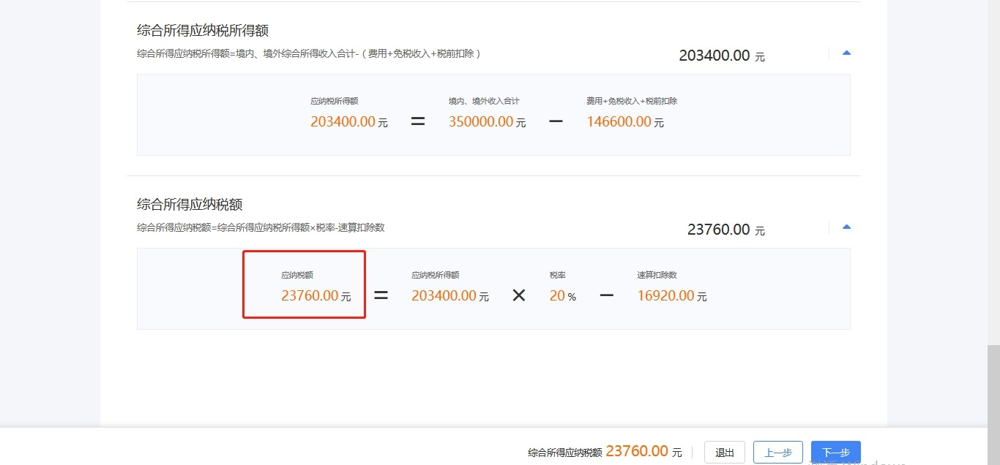 综合所得应纳税所得额
综合所得应纳税所得额=境内、境外综合所得收入合计-（费用+免税收入+税前扣除）
203400.00 元
应纳税所得额 境内、境外收入合计 费用+免税收入+税前扣除
203400.00 元 = 350000.00 元 − 146600.00 元
综合所得应纳税额
综合所得应纳税额=综合所得应纳税所得额×税率-速算扣除数
23760.00 元
应纳税额 应纳税所得额 税率 速算扣除数
23760.00 元 = 203400.00 元 × 20 % − 16920.00 元
综合所得应纳税额 23760.00 元 退出 上一步 下一步